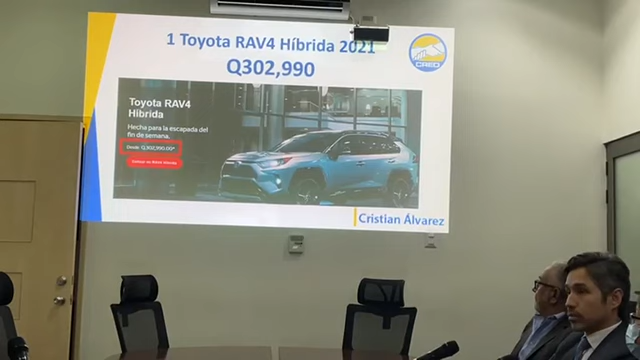 1 Toyota RAV4 Híbrida 2021
Q302,990
CREO
Toyota RAV4
Híbrida
Hecha para la escapada del
fin de semana.
Desde Q302,990.00*
Cristian Álvarez